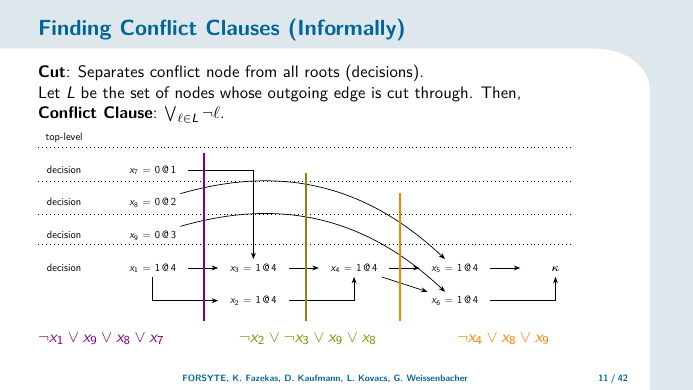 Finding Conflict Clauses (Informally)
Cut: Separates conflict node from all roots (decisions).
Let L be the set of nodes whose outgoing edge is cut through. Then,
Conflict Clause: ⋁ℓ∈L ¬ℓ.
top-level
decision x₇ = 0@1
decision x₈ = 0@2
decision x₉ = 0@3
decision x₁ = 1@4 x₃ = 1@4 x₄ = 1@4 x₅ = 1@4 κ
x₂ = 1@4 x₆ = 1@4
¬x₁ ∨ x₉ ∨ x₈ ∨ x₇ ¬x₂ ∨ ¬x₃ ∨ x₉ ∨ x₈ ¬x₄ ∨ x₈ ∨ x₉
FORSYTE, K. Fazekas, D. Kaufmann, L. Kovacs, G. Weissenbacher 11 / 42